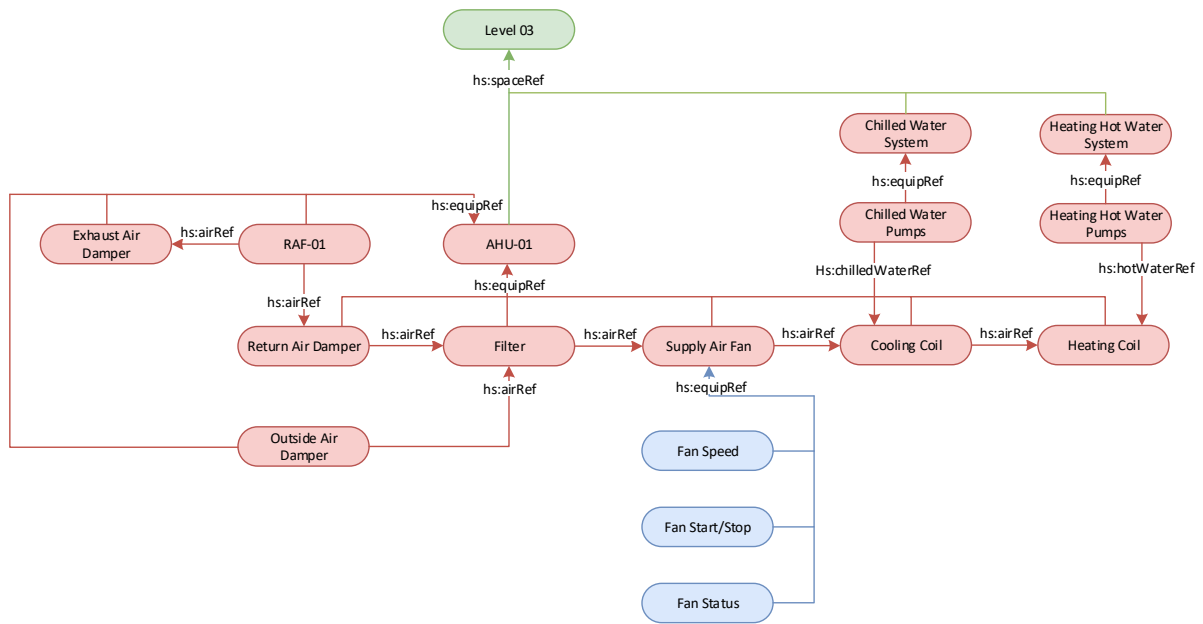 Level 03
hs:spaceRef
Chilled Water
System
Heating Hot Water
System
hs:equipRef
hs:equipRef
hs:equipRef
Exhaust Air
Damper
hs:airRef
RAF-01
AHU-01
Chilled Water
Pumps
Heating Hot Water
Pumps
hs:airRef
hs:equipRef
Hs:chilledWaterRef
hs:hotWaterRef
Return Air Damper
hs:airRef
Filter
hs:airRef
Supply Air Fan
hs:airRef
Cooling Coil
hs:airRef
Heating Coil
hs:airRef
hs:equipRef
Outside Air
Damper
Fan Speed
Fan Start/Stop
Fan Status